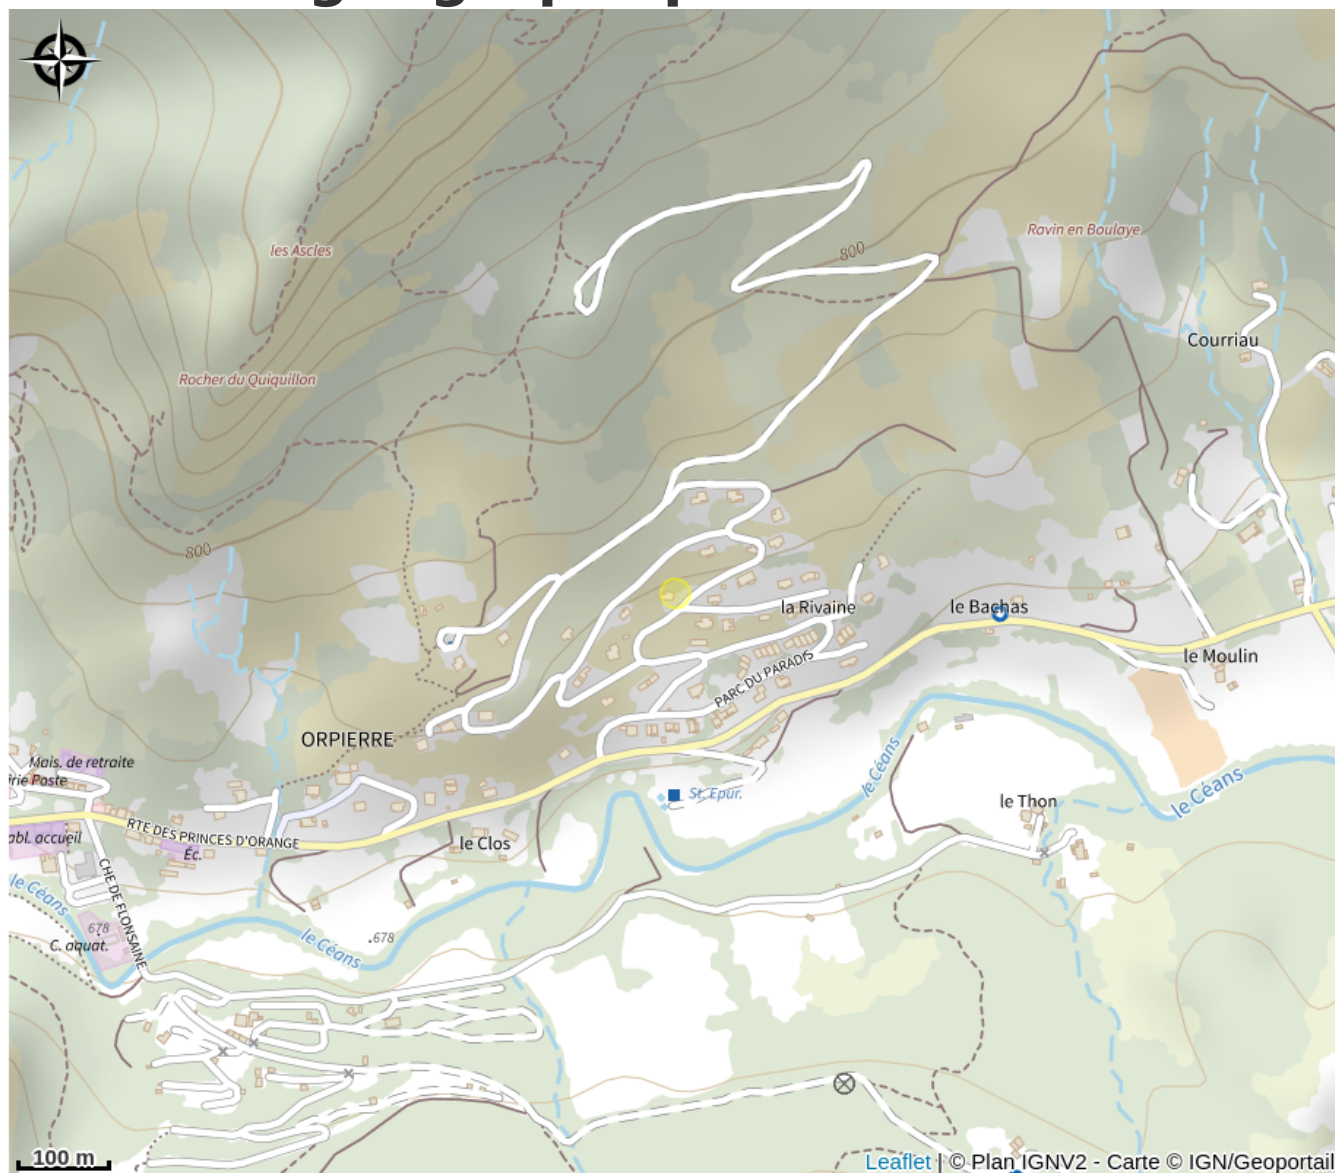 les Ascles
800
Ravin en Boulaye
Courriau
Rocher du Quiquillon
800
la Rivaine
le Bachas
le Moulin
PARC DU PARADIS
ORPIERRE
Mais. de retraite
irie Poste
St. Epur.
le Céans
le Céans
le Thon
RTE DES PRINCES D'ORANGE
abl. accueil
Éc.
le Clos
CHE DE FLONSAINE
le Céans
678
C. aquat.
le Céans
.678
100 m
Leaflet | © Plan IGNV2 - Carte © IGN/Geoportail